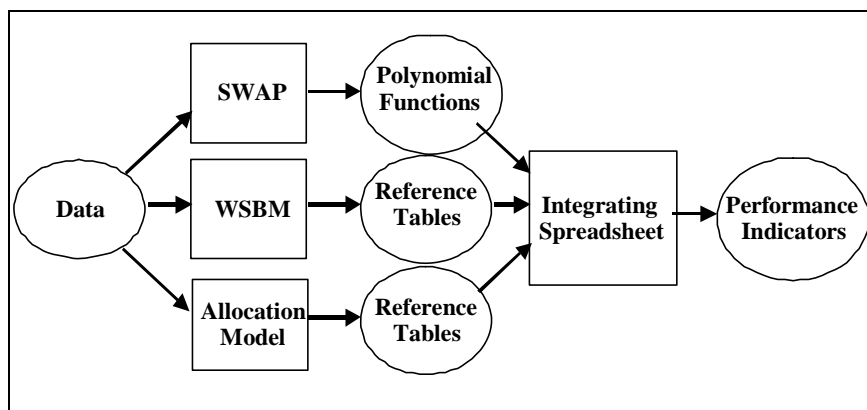 SWAP
Polynomial
Functions
Data
WSBM
Reference
Tables
Integrating
Spreadsheet
Performance
Indicators
Allocation
Model
Reference
Tables